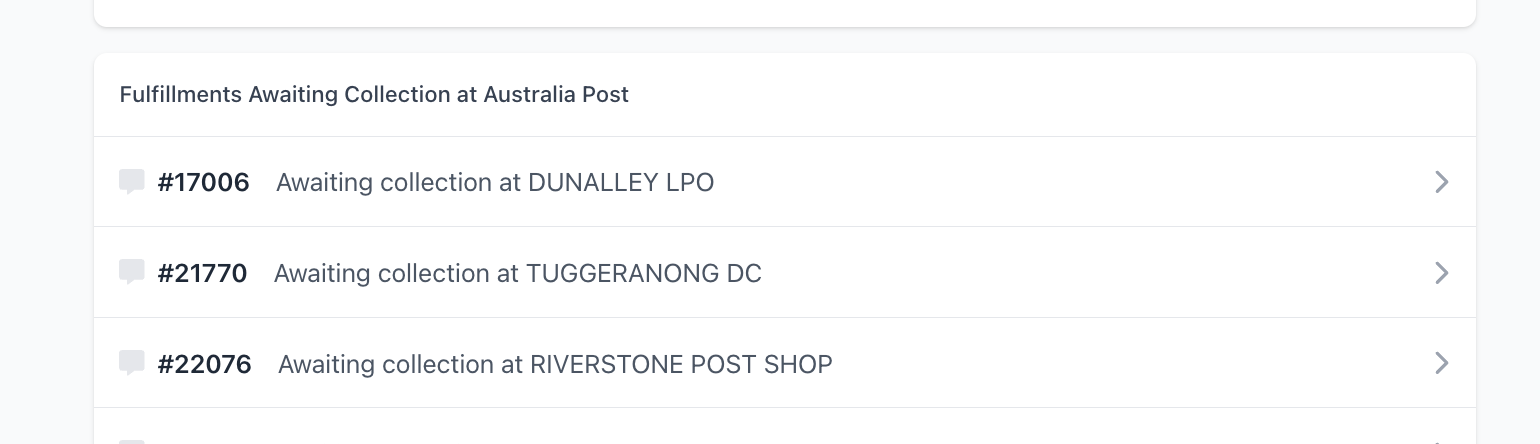 Fulfillments Awaiting Collection at Australia Post
#17006 Awaiting collection at DUNALLEY LPO
#21770 Awaiting collection at TUGGERANONG DC
#22076 Awaiting collection at RIVERSTONE POST SHOP